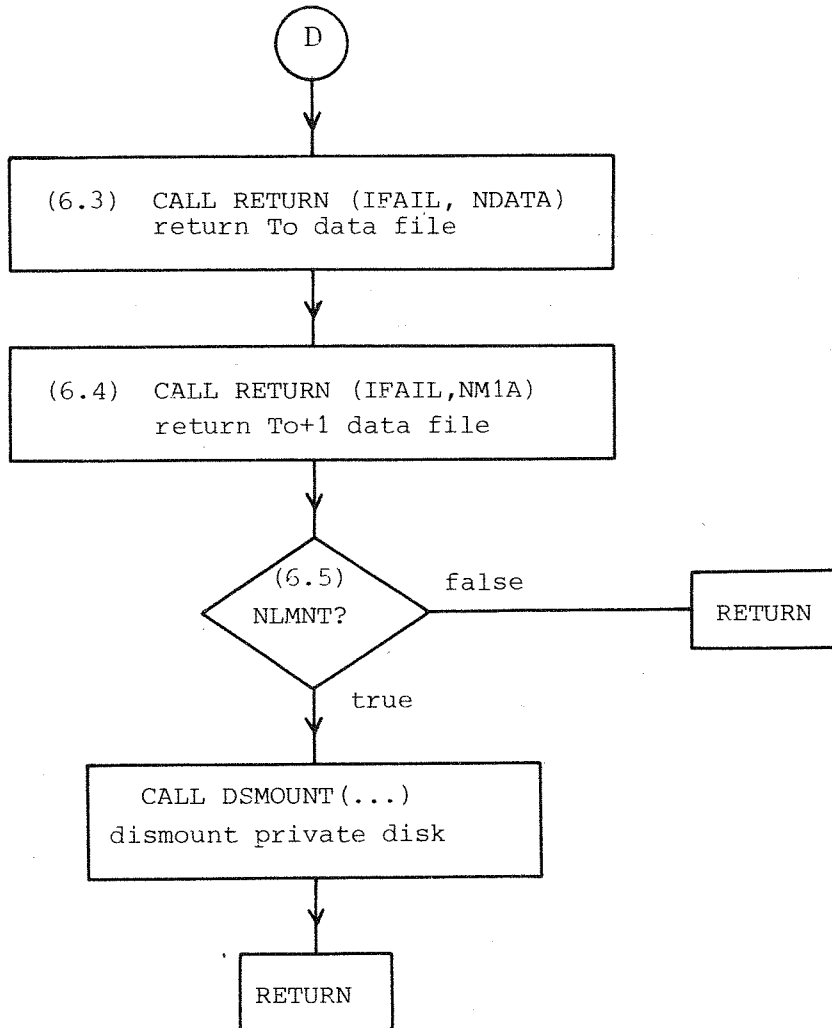 D
(6.3) CALL RETURN (IFAIL, NDATA)
return To data file
(6.4) CALL RETURN (IFAIL,NM1A)
return To+1 data file
(6.5)
NLMNT?
false
RETURN
true
CALL DSMOUNT(...)
dismount private disk
RETURN